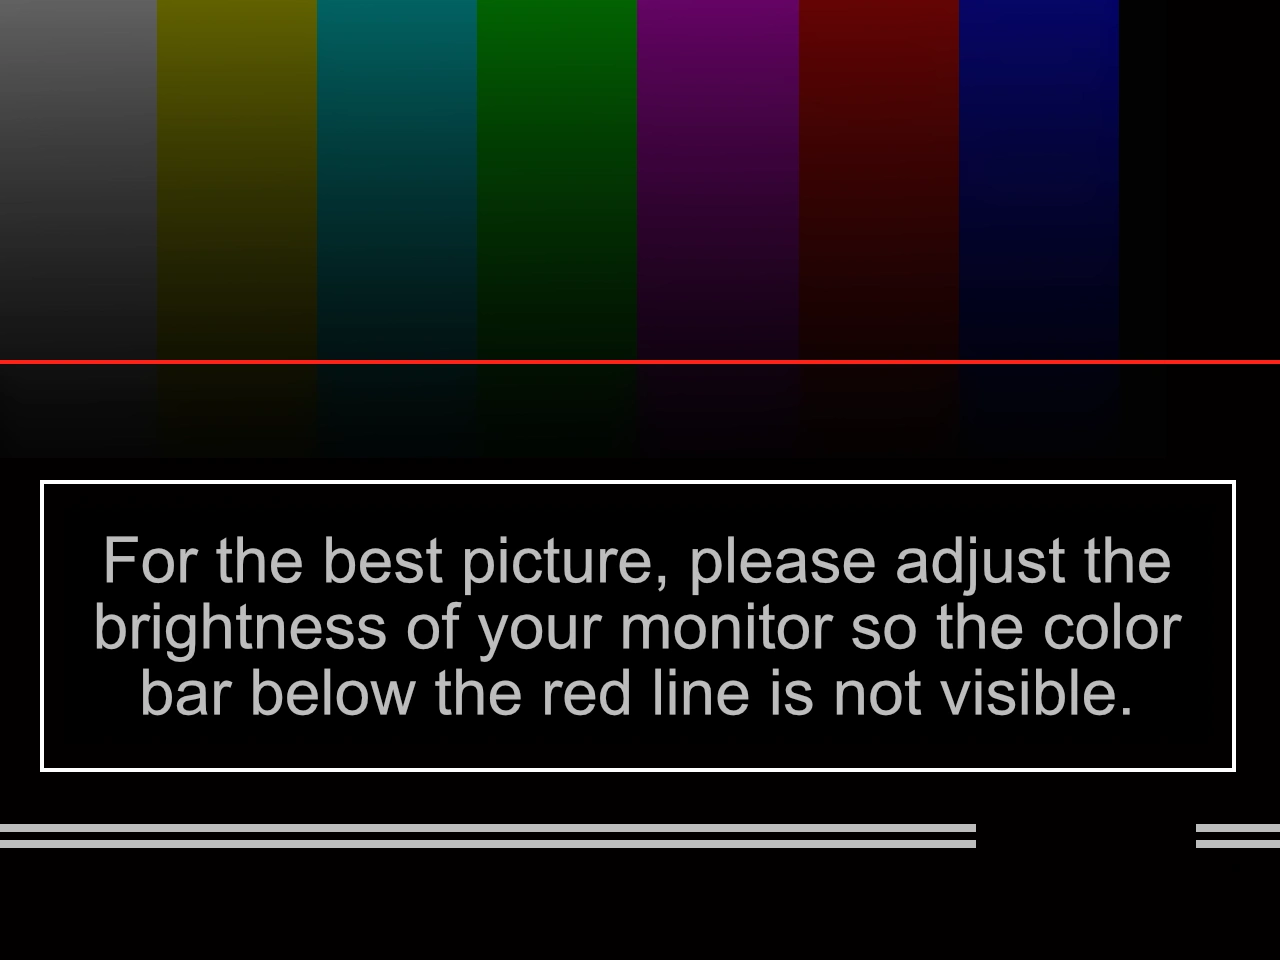 For the best picture, please adjust the
brightness of your monitor so the color
bar below the red line is not visible.